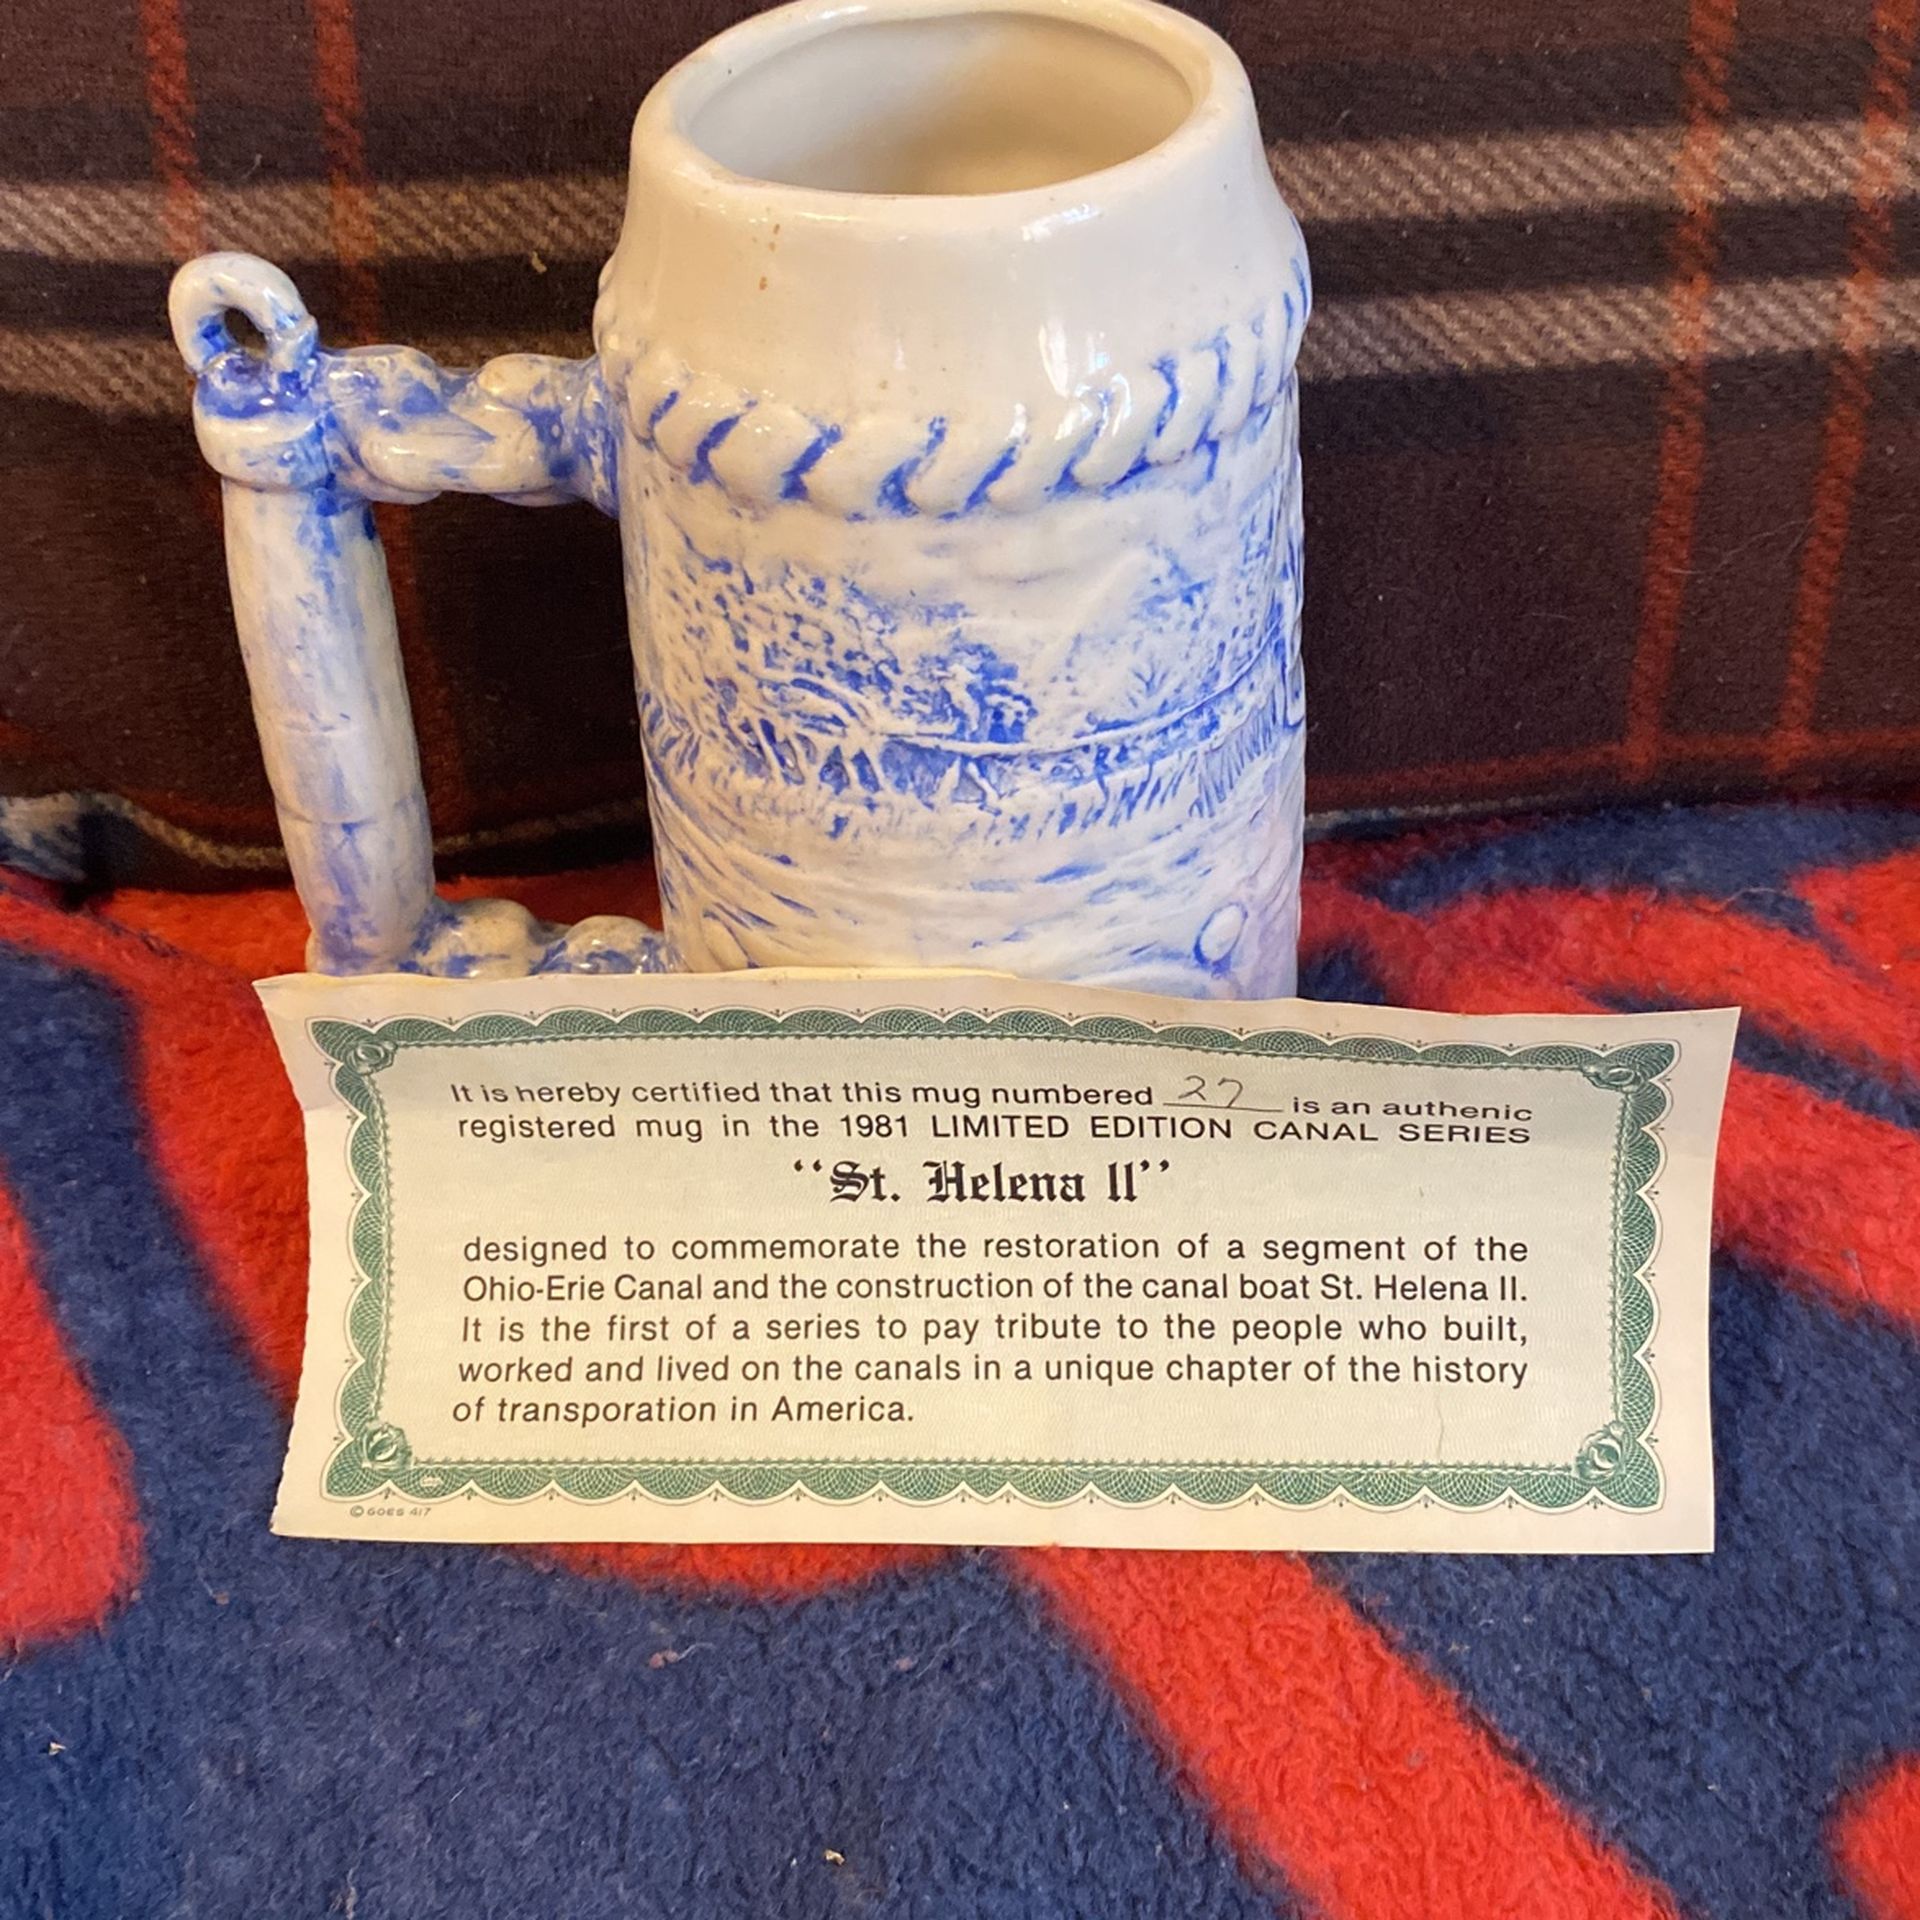 It is hereby certified that this mug numbered 27 is an authenic
registered mug in the 1981 LIMITED EDITION CANAL SERIES
“St. Helena II”
designed to commemorate the restoration of a segment of the
Ohio-Erie Canal and the construction of the canal boat St. Helena II.
It is the first of a series to pay tribute to the people who built,
worked and lived on the canals in a unique chapter of the history
of transporation in America.
© GOES 417